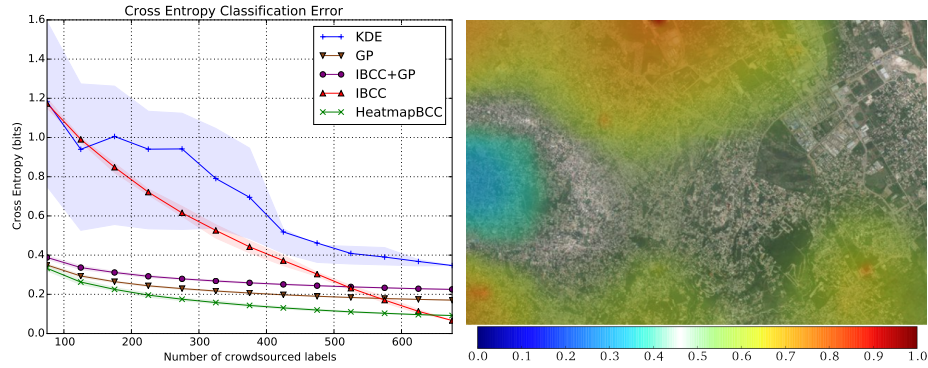 Cross Entropy Classification Error
1.6
1.4
1.2
1.0
0.8
0.6
0.4
0.2
0.0
Cross Entropy (bits)
KDE
GP
IBCC+GP
IBCC
HeatmapBCC
100 200 300 400 500 600
Number of crowdsourced labels
0.0 0.1 0.2 0.3 0.4 0.5 0.6 0.7 0.8 0.9 1.0